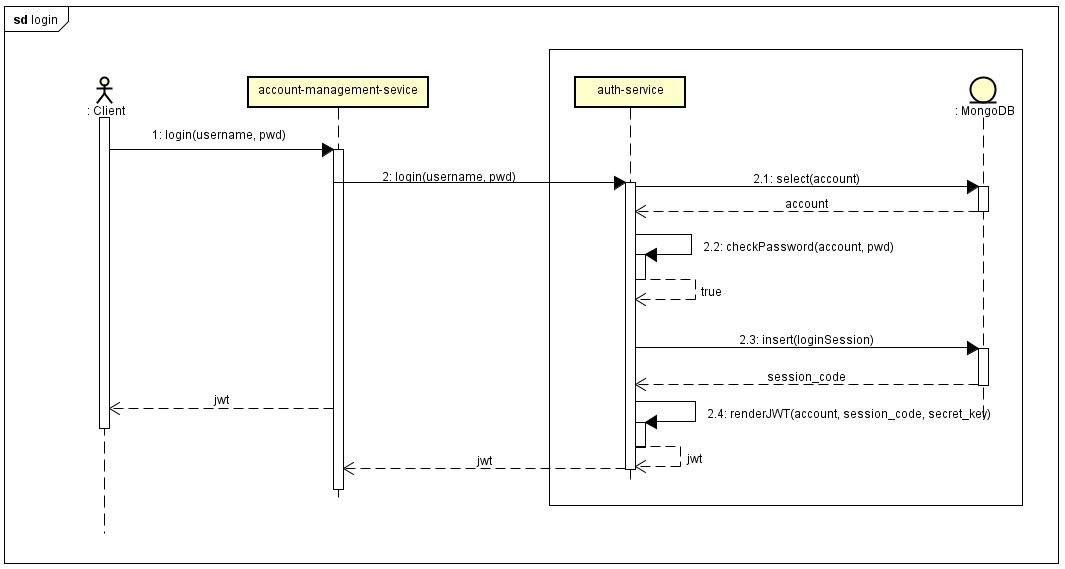 sd login
: Client
account-management-sevice
auth-service
: MongoDB
1: login(username, pwd)
2: login(username, pwd)
2.1: select(account)
account
2.2: checkPassword(account, pwd)
true
2.3: insert(loginSession)
session_code
jwt
2.4: renderJWT(account, session_code, secret_key)
jwt
jwt